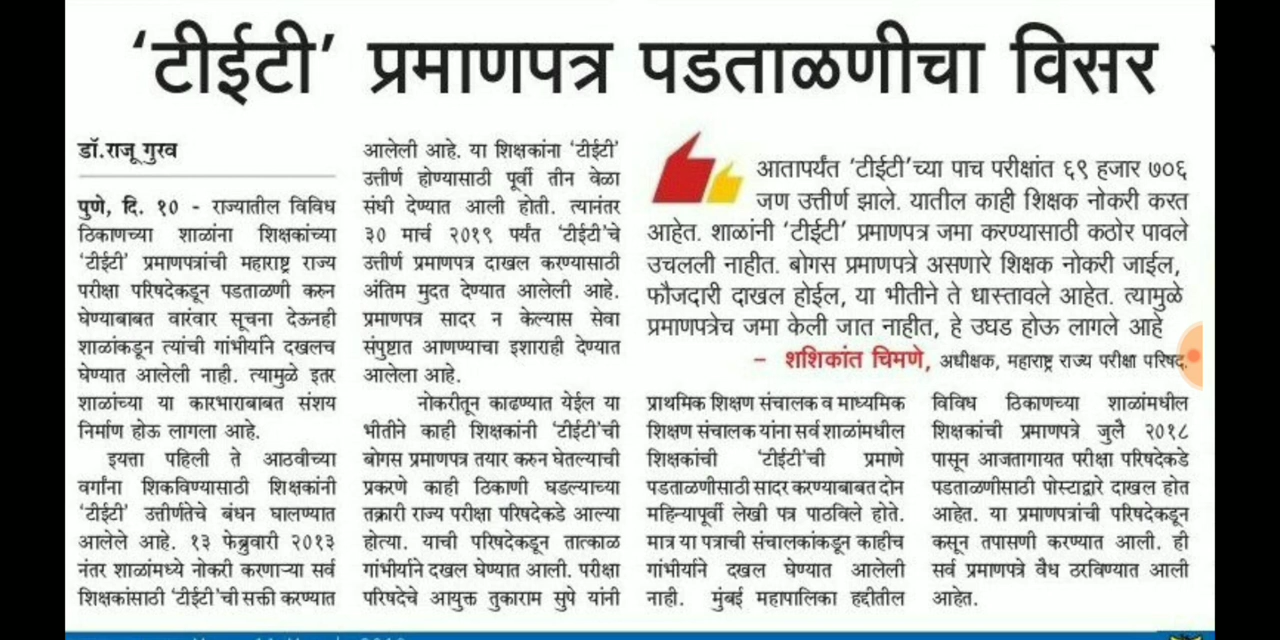 ‘टीईटी’ प्रमाणपत्र पडताळणीचा विसर
डॉ.राजू गुरव
पुणे, दि. १० - राज्यातील विविध
ठिकाणच्या शाळांना शिक्षकांच्या
‘टीईटी’ प्रमाणपत्रांची महाराष्ट्र राज्य
परीक्षा परिषदेकडून पडताळणी करुन
घेण्याबाबत वारंवार सूचना देऊनही
शाळांकडून त्यांची गांभीर्याने दखलच
घेण्यात आलेली नाही. त्यामुळे इतर
शाळांच्या या कारभाराबाबत संशय
निर्माण होऊ लागला आहे.
इयत्ता पहिली ते आठवीच्या
वर्गांना शिकविण्यासाठी शिक्षकांनी
‘टीईटी’ उत्तीर्णतेचे बंधन घालण्यात
आलेले आहे. १३ फेब्रुवारी २०१३
नंतर शाळांमध्ये नोकरी करणाऱ्या सर्व
शिक्षकांसाठी ‘टीईटी’ची सक्ती करण्यात
आलेली आहे. या शिक्षकांना ‘टीईटी’
उत्तीर्ण होण्यासाठी पूर्वी तीन वेळा
संधी देण्यात आली होती. त्यानंतर
३० मार्च २०१९ पर्यंत ‘टीईटी’चे
उत्तीर्ण प्रमाणपत्र दाखल करण्यासाठी
अंतिम मुदत देण्यात आलेली आहे.
प्रमाणपत्र सादर न केल्यास सेवा
संपुष्टात आणण्याचा इशाराही देण्यात
आलेला आहे.
नोकरीतून काढण्यात येईल या
भीतीने काही शिक्षकांनी ‘टीईटी’ची
बोगस प्रमाणपत्र तयार करुन घेतल्याची
प्रकरणे काही ठिकाणी घडल्याच्या
तक्रारी राज्य परीक्षा परिषदेकडे आल्या
होत्या. याची परिषदेकडून तात्काळ
गांभीर्याने दखल घेण्यात आली. परीक्षा
परिषदेचे आयुक्त तुकाराम सुपे यांनी
आतापर्यंत ‘टीईटी’च्या पाच परीक्षांत ६९ हजार ७०६
जण उत्तीर्ण झाले. यातील काही शिक्षक नोकरी करत
आहेत. शाळांनी ‘टीईटी’ प्रमाणपत्र जमा करण्यासाठी कठोर पावले
उचलली नाहीत. बोगस प्रमाणपत्रे असणारे शिक्षक नोकरी जाईल,
फौजदारी दाखल होईल, या भीतीने ते धास्तावले आहेत. त्यामुळे
प्रमाणपत्रेच जमा केली जात नाहीत, हे उघड होऊ लागले आहे
– शशिकांत चिमणे, अधीक्षक, महाराष्ट्र राज्य परीक्षा परिषद.
प्राथमिक शिक्षण संचालक व माध्यमिक
शिक्षण संचालक यांना सर्व शाळांमधील
शिक्षकांची ‘टीईटी’ची प्रमाणे
पडताळणीसाठी सादर करण्याबाबत दोन
महिन्यापूर्वी लेखी पत्र पाठविले होते.
मात्र या पत्राची संचालकांकडून काहीच
गांभीर्याने दखल घेण्यात आलेली
नाही. मुंबई महापालिका हद्दीतील
विविध ठिकाणच्या शाळांमधील
शिक्षकांची प्रमाणपत्रे जुलै २०१८
पासून आजतागायत परीक्षा परिषदेकडे
पडताळणीसाठी पोस्टाद्वारे दाखल होत
आहेत. या प्रमाणपत्रांची परिषदेकडून
कसून तपासणी करण्यात आली. ही
सर्व प्रमाणपत्रे वैध ठरविण्यात आली
आहेत.